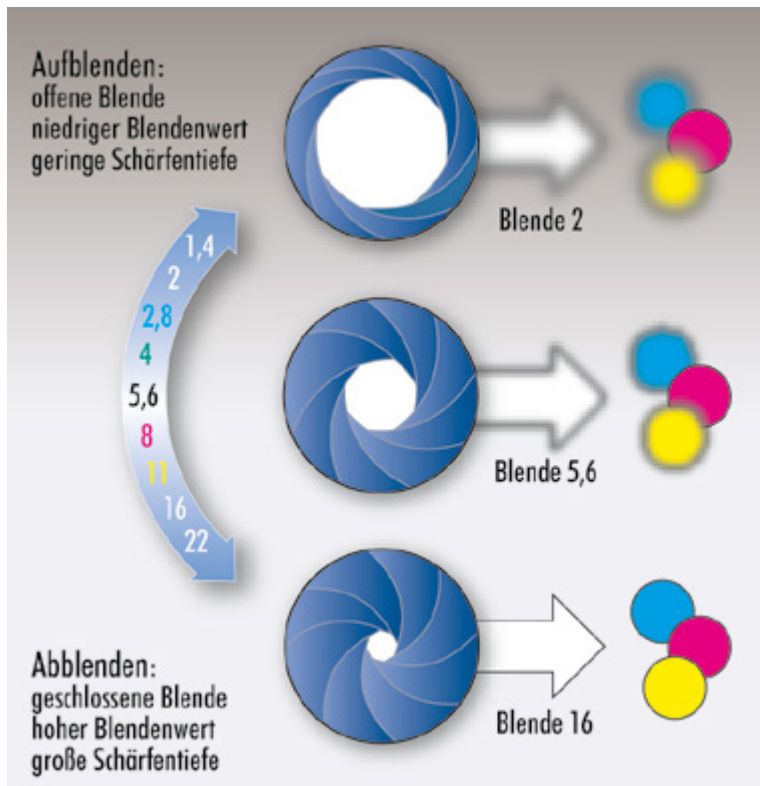 Aufblenden:
offene Blende
niedriger Blendenwert
geringe Schärfentiefe
Blende 2
1,4
2
2,8
4
5,6
8
11
16
22
Blende 5,6
Abblenden:
geschlossene Blende
hoher Blendenwert
große Schärfentiefe
Blende 16